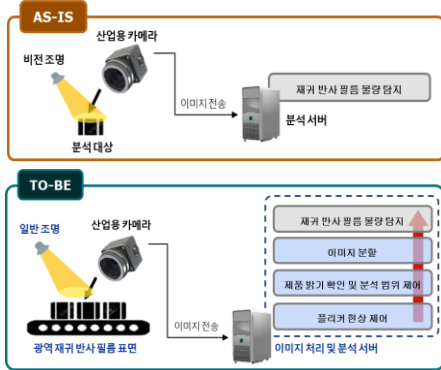 AS-IS
산업용 카메라
비전 조명
이미지 전송
재귀 반사 필름 불량 탐지
분석 서버
분석 대상
TO-BE
산업용 카메라
일반 조명
재귀 반사 필름 불량 탐지
이미지 분할
제품 밝기 확인 및 분석 범위 제어
플리커 현상 제어
이미지 전송
광역 재귀 반사 필름 표면
이미지 처리 및 분석 서버